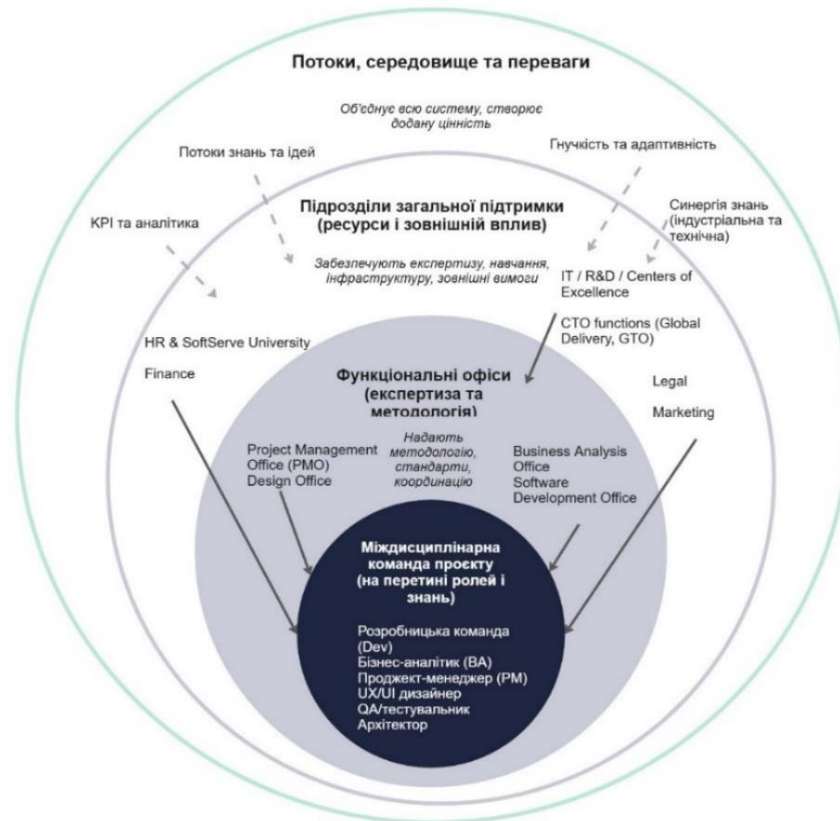 Потоки, середовище та переваги
Об'єднує всю систему, створює
додану цінність
Потоки знань та ідей
Гнучкість та адаптивність
KPI та аналітика
Підрозділи загальної підтримки
(ресурси і зовнішній вплив)
Синергія знань
(індустріальна та
технічна)
Забезпечують експертизу, навчання,
інфраструктуру, зовнішні вимоги
IT / R&D / Centers of
Excellence
CTO functions (Global
Delivery, GTO)
HR & SoftServe University
Finance
Legal
Marketing
Функціональні офіси
(експертиза та
методологія)
Надають
методологію,
стандарти,
координацію
Project Management
Office (PMO)
Design Office
Business Analysis
Office
Software
Development Office
Міждисциплінарна
команда проєкту
(на перетині ролей і
знань)
Розробницька команда
(Dev)
Бізнес-аналітик (BA)
Проджект-менеджер (PM)
UX/UI дизайнер
QA/тестувальник
Архітектор